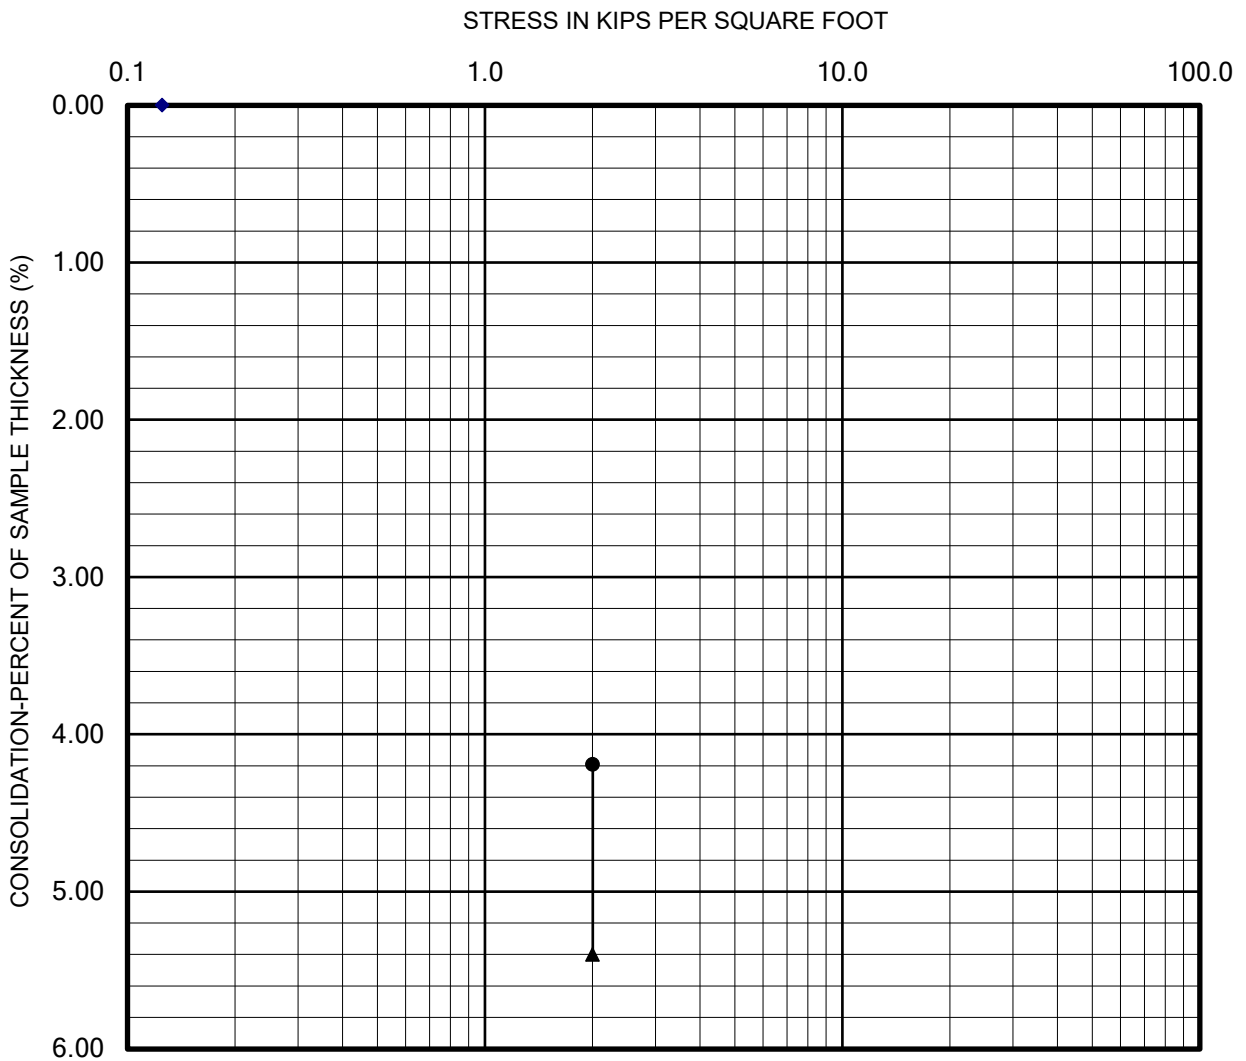 STRESS IN KIPS PER SQUARE FOOT
0.1 1.0 10.0 100.0
0.00
1.00
2.00
3.00
4.00
5.00
6.00
CONSOLIDATION-PERCENT OF SAMPLE THICKNESS (%)